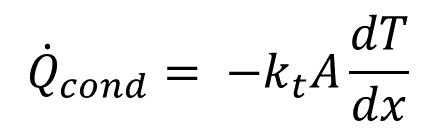 Q̇_cond = −k_t A dT/dx